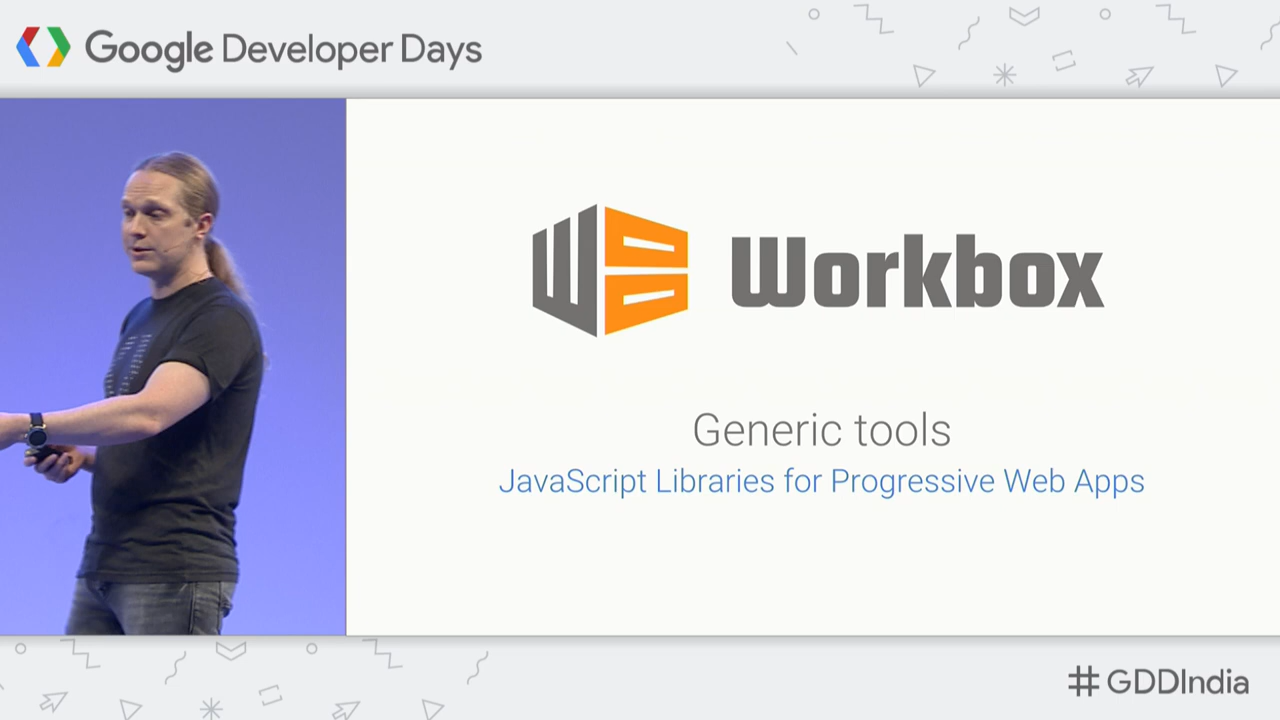 Google Developer Days
Workbox
Generic tools
JavaScript Libraries for Progressive Web Apps
#GDDIndia